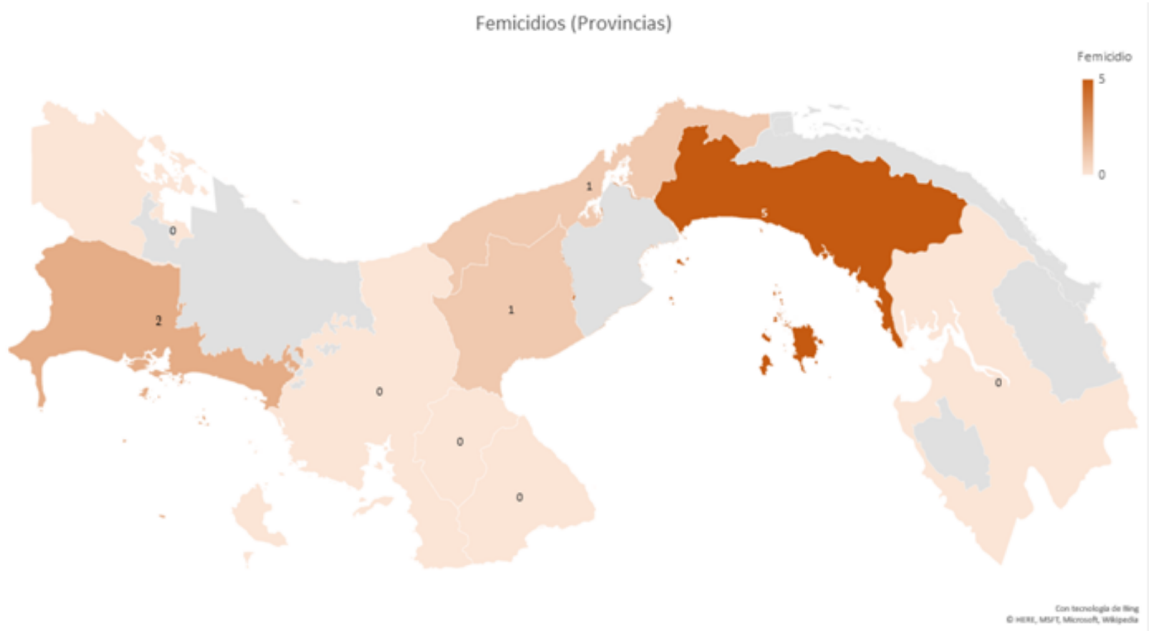 Femicidios (Provincias)
Femicidio
5
0
1
5
0
2
1
0
0
0
0
Con tecnología de Bing
© HERE, MSFT, Microsoft, Wikipedia